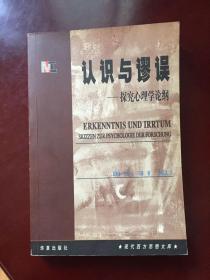 认识与谬误
——探究心理学论纲
ERKENNTNIS UND IRRTUM
SKIZZEN ZUR PSYCHOLOGIE DER FORSCHUNG
华夏出版社
★现代西方思想文库★